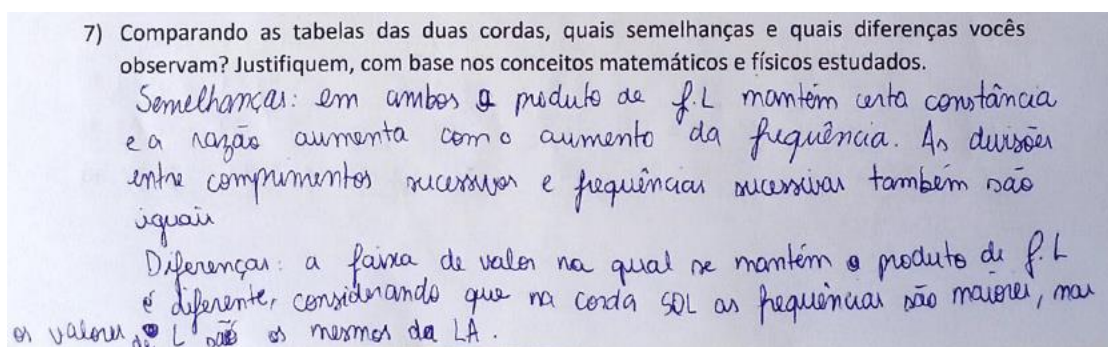 7) Comparando as tabelas das duas cordas, quais semelhanças e quais diferenças vocês
observam? Justifiquem, com base nos conceitos matemáticos e físicos estudados.
Semelhanças: em ambos o produto de f.L mantém certa constância
e a razão aumenta com o aumento da frequência. As divisões
entre comprimentos sucessivos e frequências sucessivas também são
iguais
Diferenças: a faixa de valor na qual se mantém o produto de f.L
é diferente, considerando que na corda SOL as frequências são maiores, mas
os valores de L são os mesmos da LA.